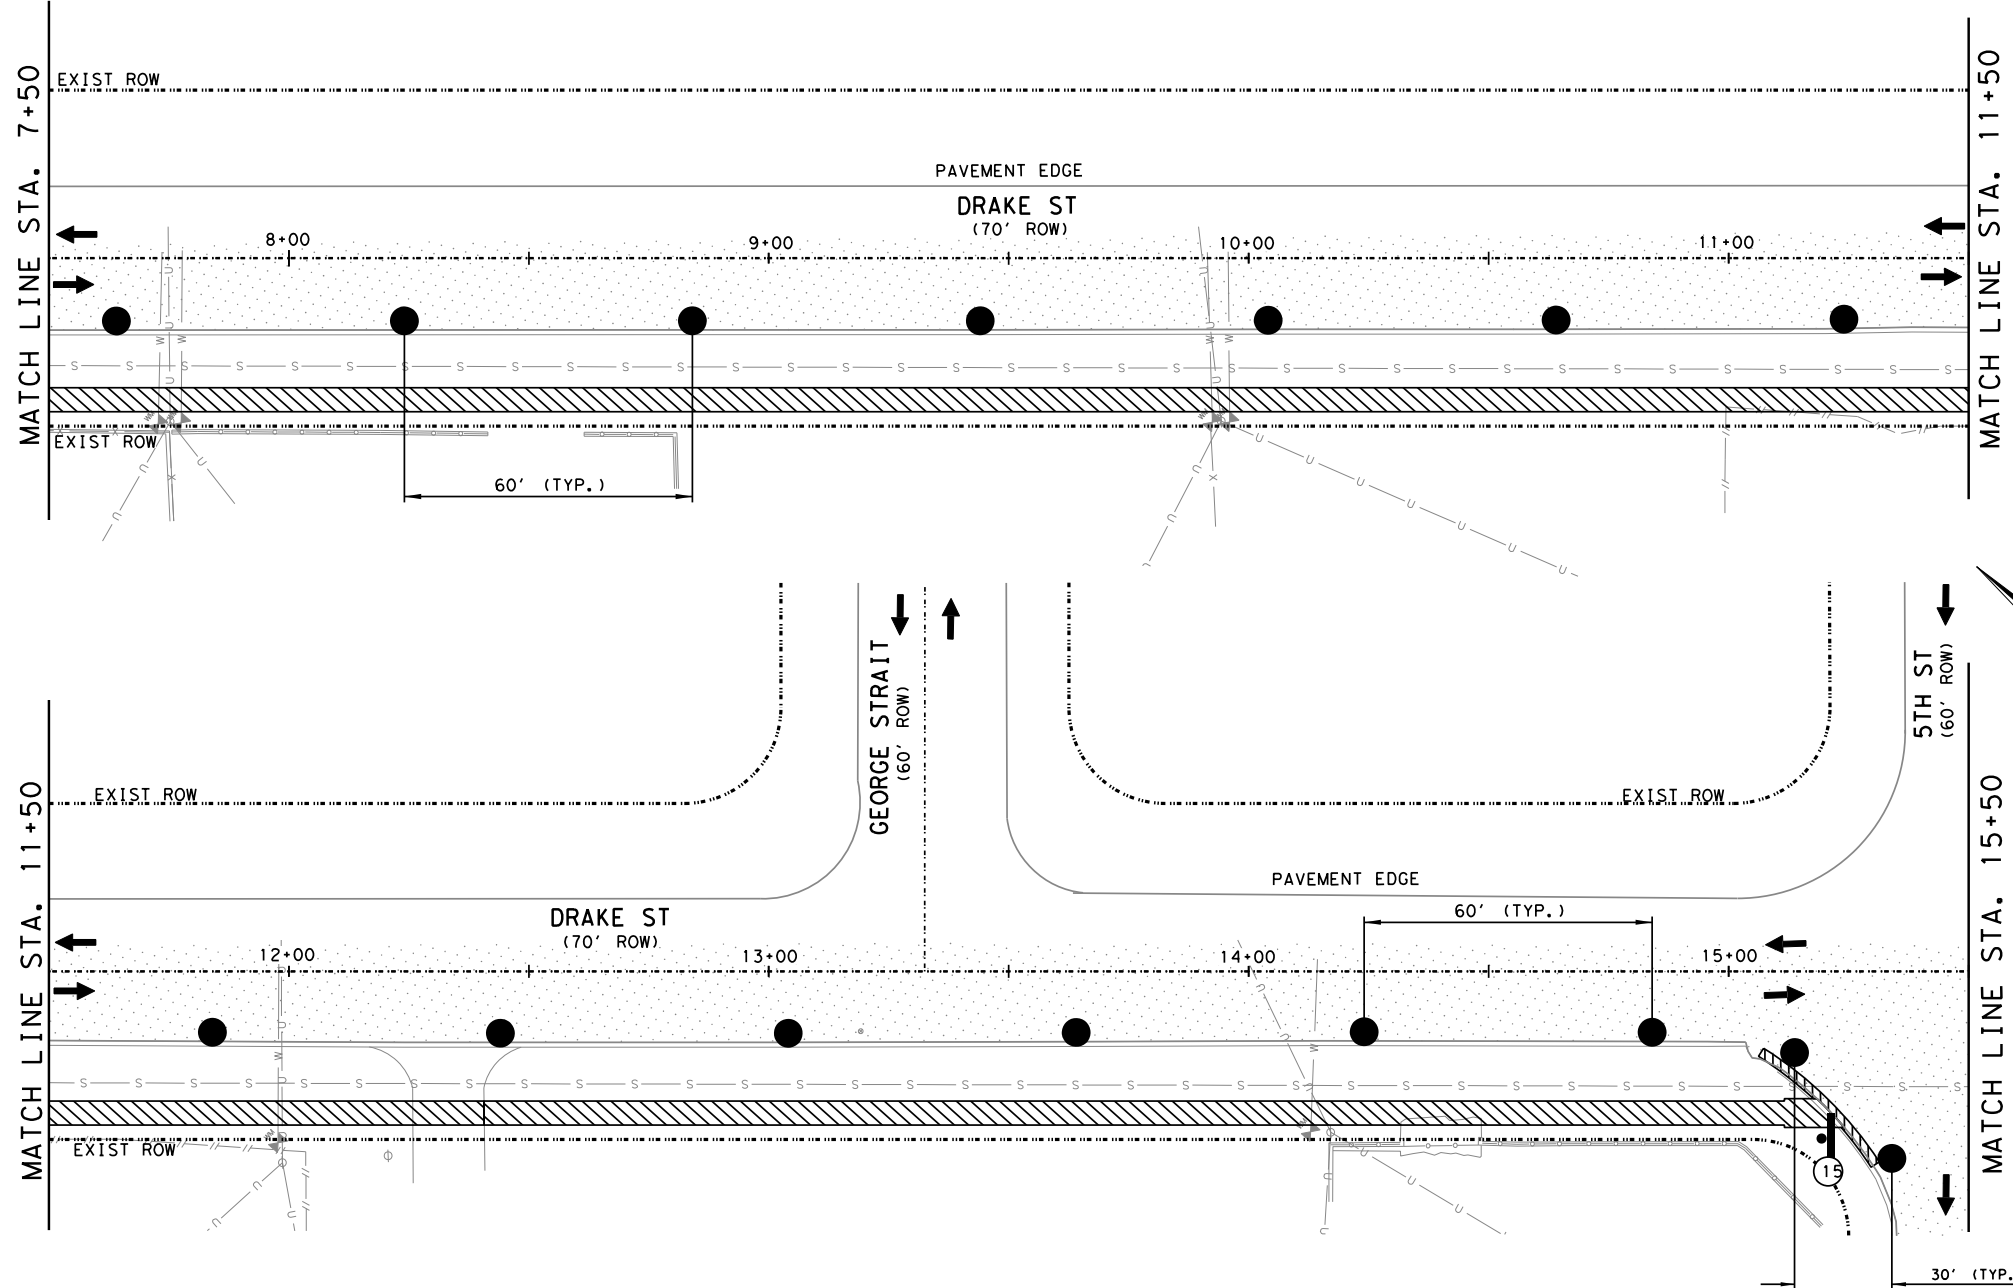 MATCH LINE STA. 7+50
EXIST ROW
PAVEMENT EDGE
DRAKE ST
(70' ROW)
8+00
9+00
10+00
11+00
EXIST ROW
60' (TYP.)
MATCH LINE STA. 11+50
MATCH LINE STA. 11+50
EXIST ROW
GEORGE STRAIT
(60' ROW)
EXIST ROW
5TH ST
(60' ROW)
PAVEMENT EDGE
DRAKE ST
(70' ROW)
60' (TYP.)
12+00
13+00
14+00
15+00
EXIST ROW
15
30' (TYP.
MATCH LINE STA. 15+50